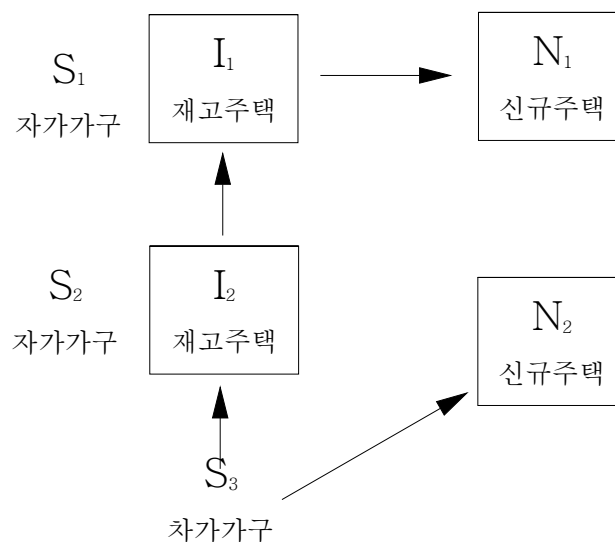 S₁
자가가구
I₁
재고주택
N₁
신규주택
S₂
자가가구
I₂
재고주택
N₂
신규주택
S₃
차가가구